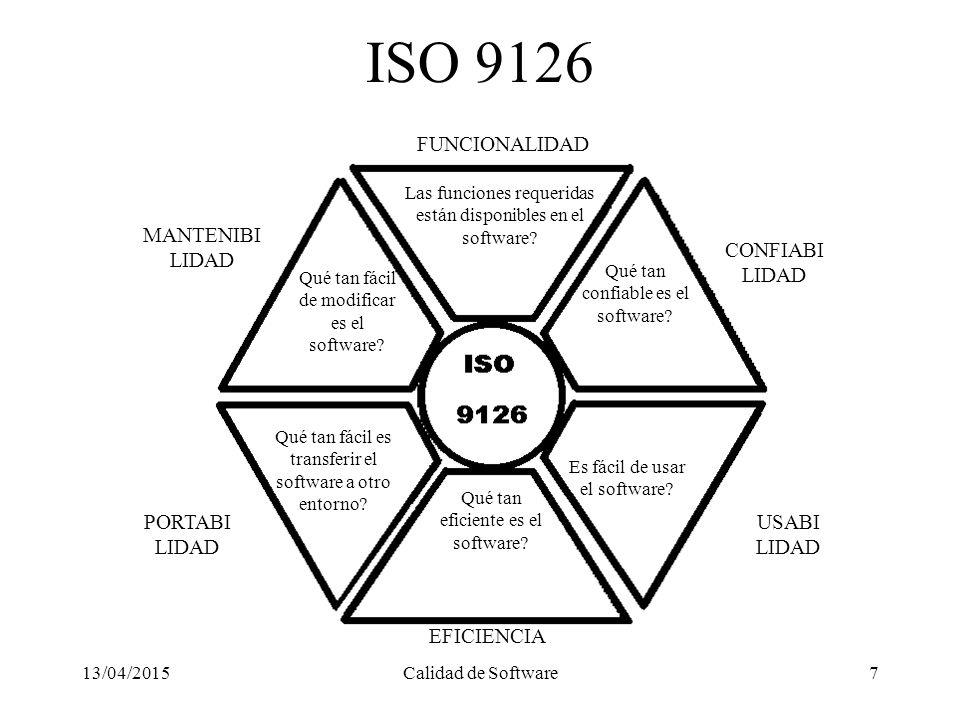 ISO 9126
FUNCIONALIDAD
Las funciones requeridas
están disponibles en el
software?
MANTENIBI
LIDAD
Qué tan fácil
de modificar
es el
software?
CONFIABI
LIDAD
Qué tan
confiable es el
software?
ISO
9126
Qué tan fácil es
transferir el
software a otro
entorno?
PORTABI
LIDAD
Qué tan
eficiente es el
software?
EFICIENCIA
Es fácil de usar
el software?
USABI
LIDAD
13/04/2015
Calidad de Software
7